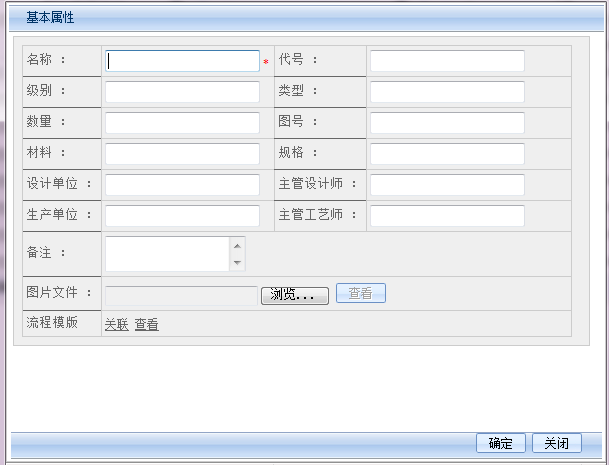 基本属性
名称 : * 代号 :
级别 : 类型 :
数量 : 图号 :
材料 : 规格 :
设计单位 : 主管设计师 :
生产单位 : 主管工艺师 :
备注 :
图片文件 : 浏览... 查看
流程模版 关联 查看
确定 关闭